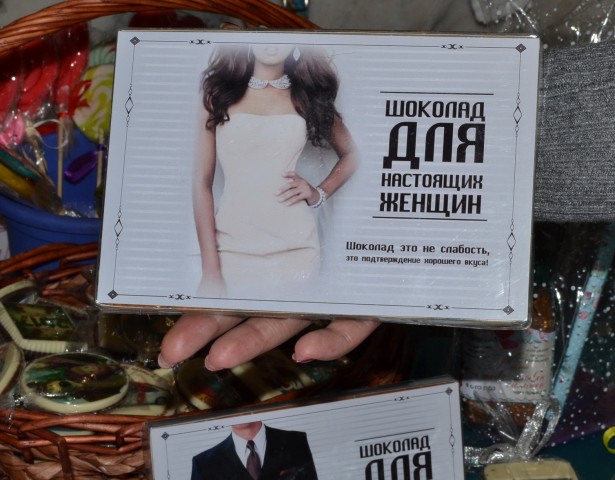 ШОКОЛАД
ДЛЯ
НАСТОЯЩИХ
ЖЕНЩИН
Шоколад это не слабость,
это подтверждение хорошего вкуса!
ШОКОЛАД
ДЛЯ